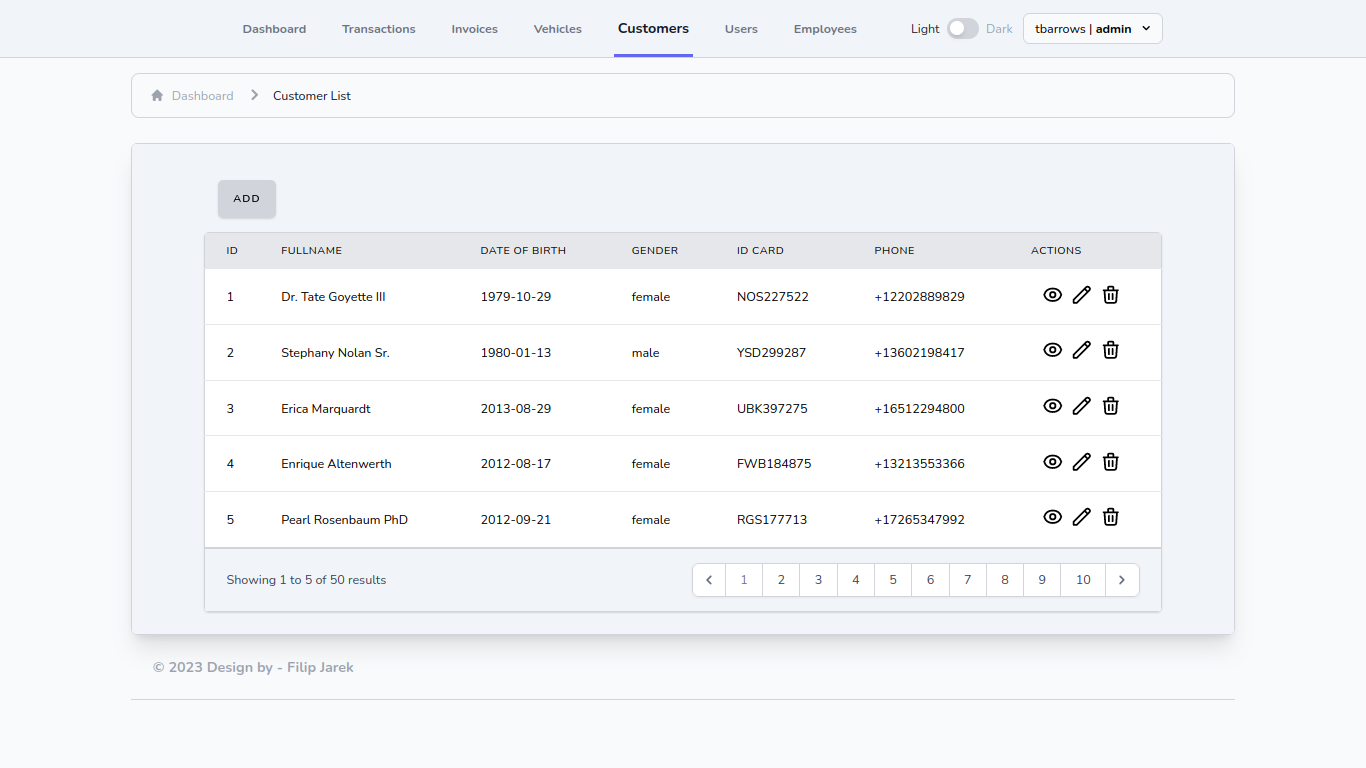 Dashboard Transactions Invoices Vehicles Customers Users Employees Light Dark tbarrows | admin
Dashboard Customer List
ADD
ID FULLNAME DATE OF BIRTH GENDER ID CARD PHONE ACTIONS
1 Dr. Tate Goyette III 1979-10-29 female NOS227522 +12202889829
2 Stephany Nolan Sr. 1980-01-13 male YSD299287 +13602198417
3 Erica Marquardt 2013-08-29 female UBK397275 +16512294800
4 Enrique Altenwerth 2012-08-17 female FWB184875 +13213553366
5 Pearl Rosenbaum PhD 2012-09-21 female RGS177713 +17265347992
Showing 1 to 5 of 50 results 1 2 3 4 5 6 7 8 9 10
© 2023 Design by - Filip Jarek